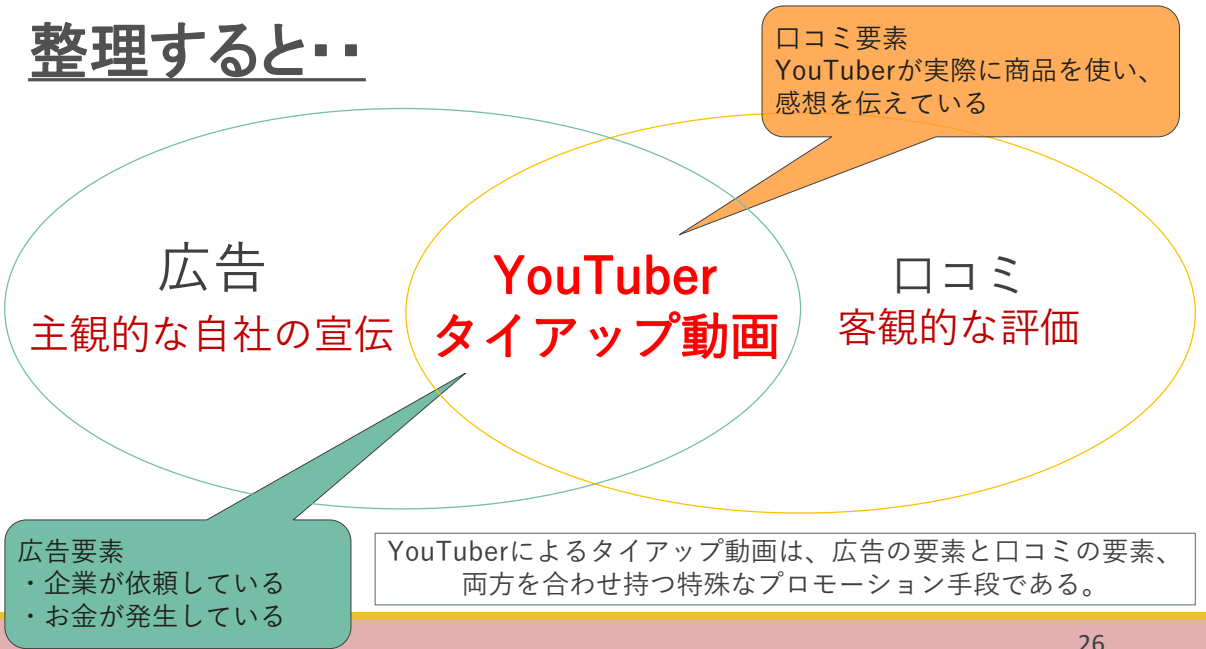 整理すると・・
口コミ要素
YouTuberが実際に商品を使い、
感想を伝えている
広告
主観的な自社の宣伝
YouTuber
タイアップ動画
口コミ
客観的な評価
広告要素
・企業が依頼している
・お金が発生している
YouTuberによるタイアップ動画は、広告の要素と口コミの要素、
両方を合わせ持つ特殊なプロモーション手段である。
26